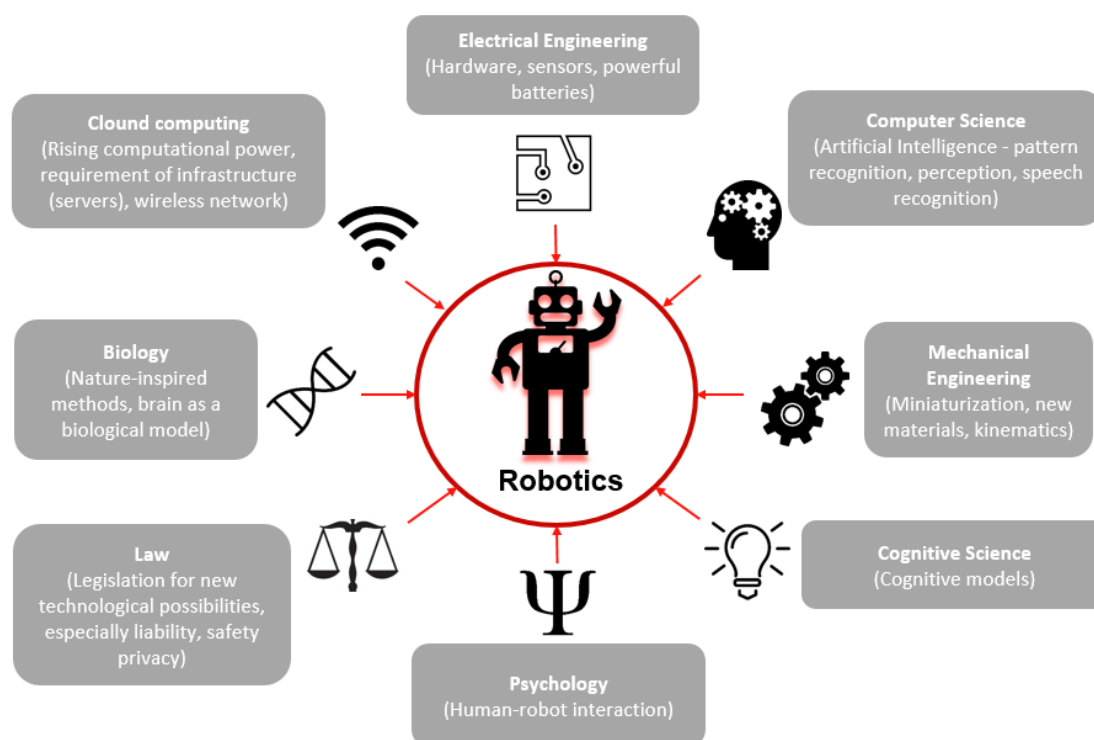 Electrical Engineering
(Hardware, sensors, powerful
batteries)
Clound computing
(Rising computational power,
requirement of infrastructure
(servers), wireless network)
Computer Science
(Artificial Intelligence - pattern
recognition, perception, speech
recognition)
Biology
(Nature-inspired
methods, brain as a
biological model)
Mechanical
Engineering
(Miniaturization, new
materials, kinematics)
Robotics
Law
(Legislation for new
technological possibilities,
especially liability, safety
privacy)
Cognitive Science
(Cognitive models)
Psychology
(Human-robot interaction)